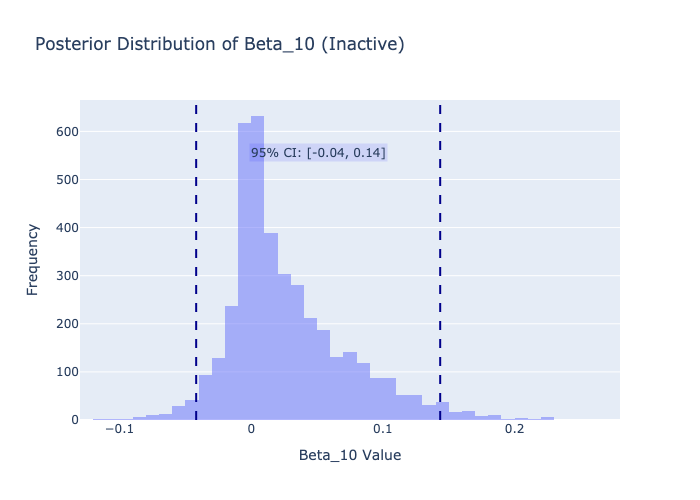 Posterior Distribution of Beta_10 (Inactive)
600
500
400
300
200
100
0
Frequency
95% CI: [-0.04, 0.14]
−0.1
0
0.1
0.2
Beta_10 Value